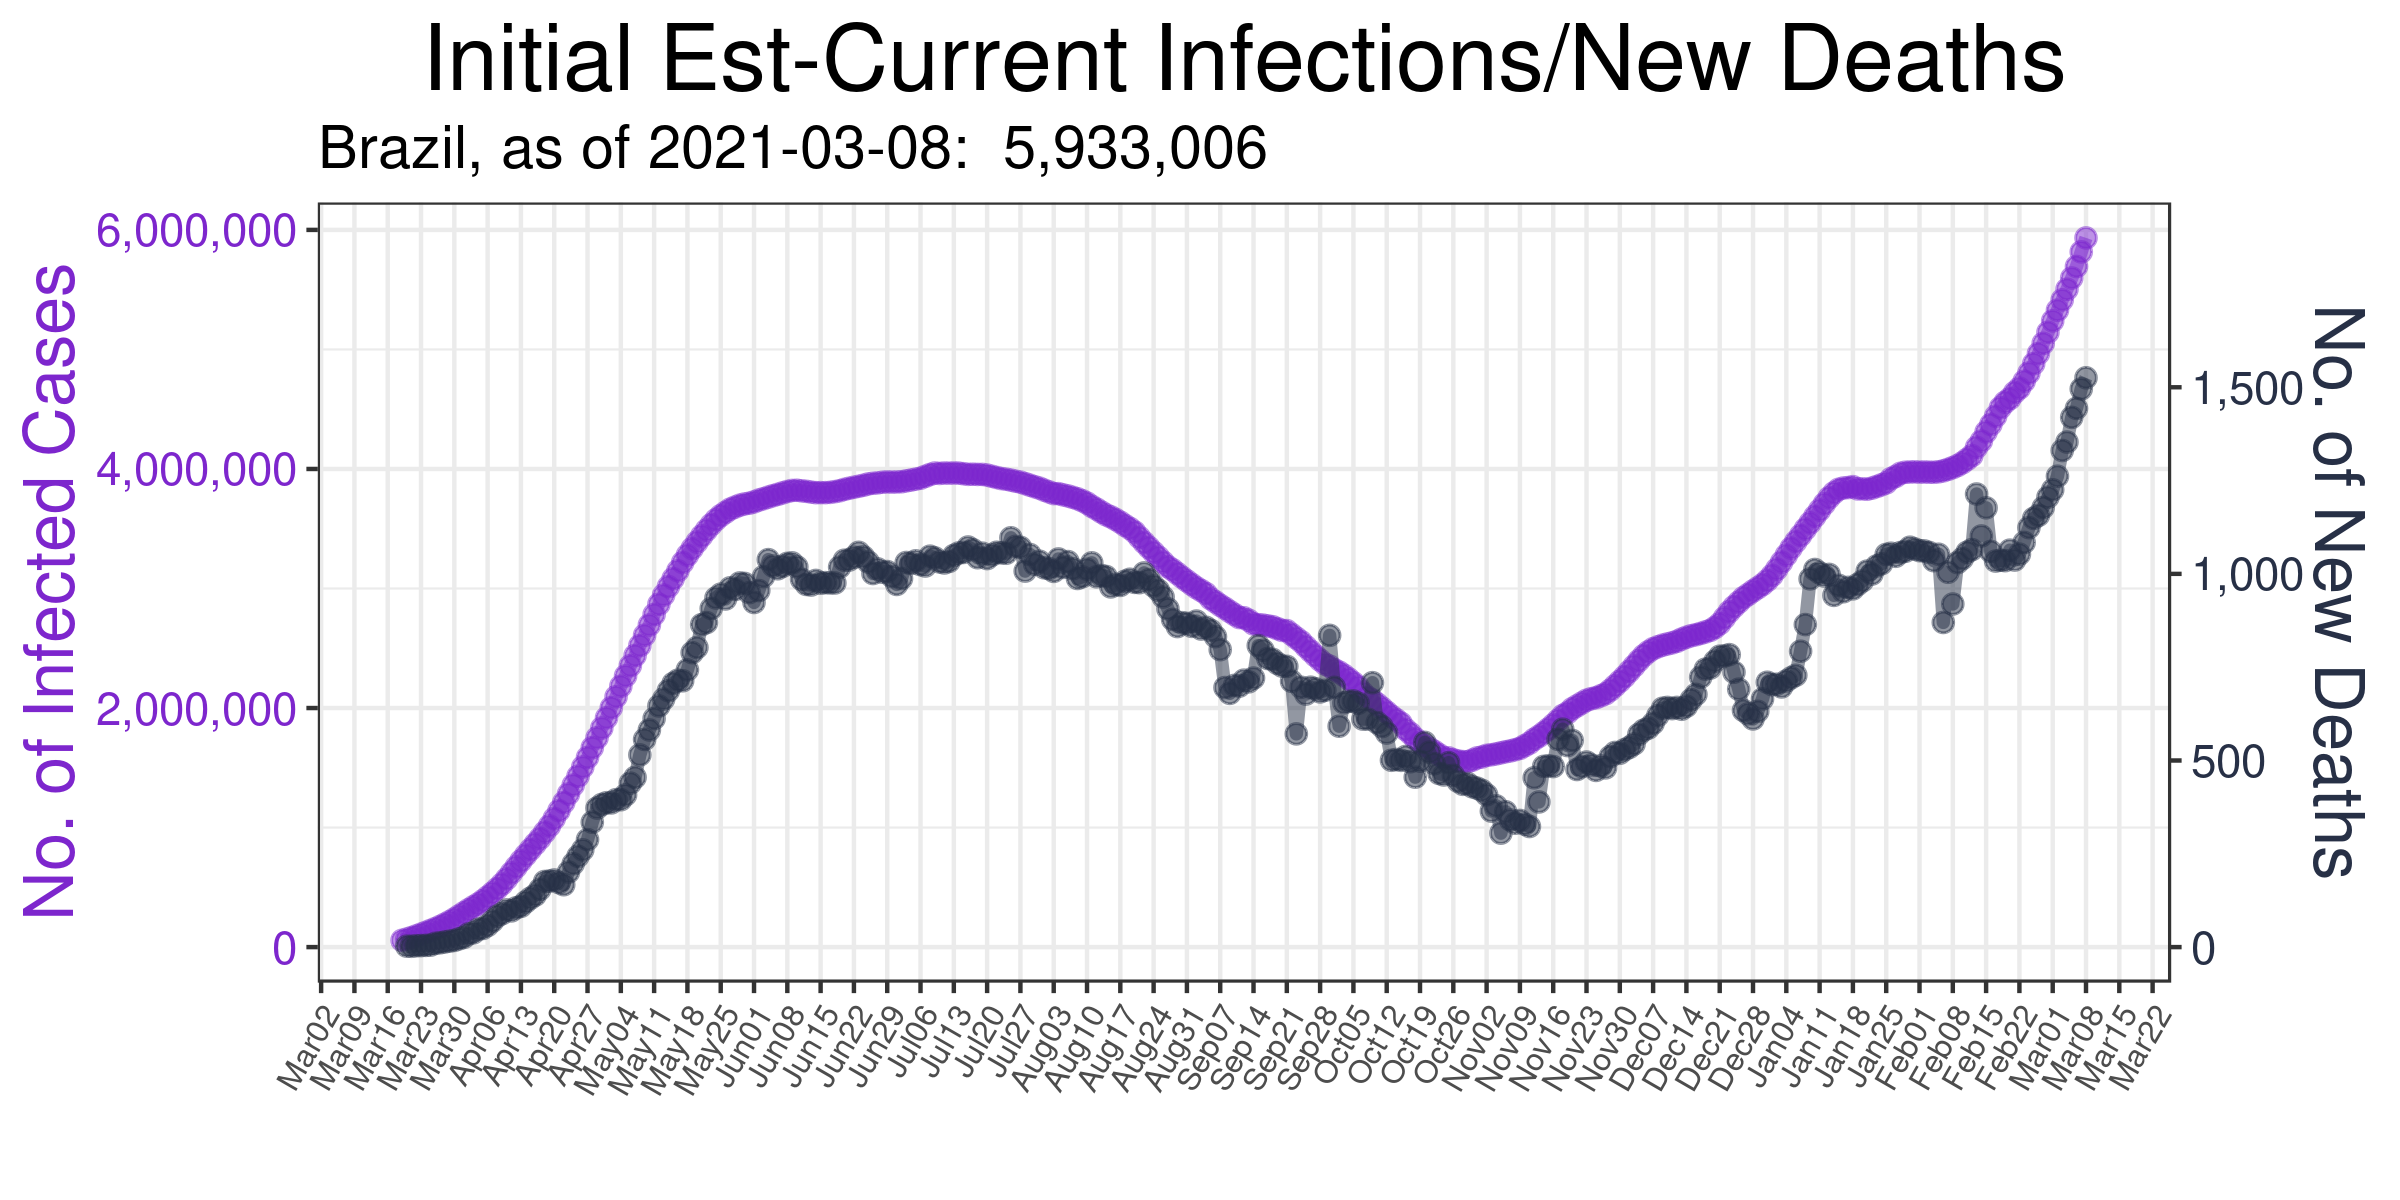 Initial Est-Current Infections/New Deaths
Brazil, as of 2021-03-08:  5,933,006
No. of Infected Cases
6,000,000
4,000,000
2,000,000
0
1,500
1,000
500
0
No. of New Deaths
Mar02
Mar09
Mar16
Mar23
Mar30
Apr06
Apr13
Apr20
Apr27
May04
May11
May18
May25
Jun01
Jun08
Jun15
Jun22
Jun29
Jul06
Jul13
Jul20
Jul27
Aug03
Aug10
Aug17
Aug24
Aug31
Sep07
Sep14
Sep21
Sep28
Oct05
Oct12
Oct19
Oct26
Nov02
Nov09
Nov16
Nov23
Nov30
Dec07
Dec14
Dec21
Dec28
Jan04
Jan11
Jan18
Jan25
Feb01
Feb08
Feb15
Feb22
Mar01
Mar08
Mar15
Mar22